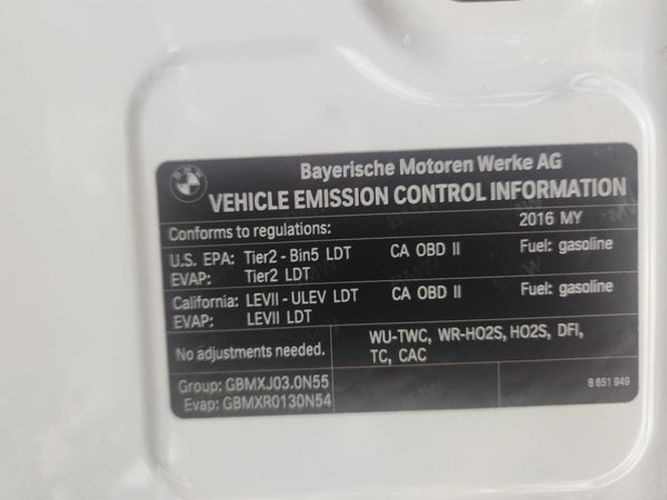 Bayerische Motoren Werke AG
VEHICLE EMISSION CONTROL INFORMATION
Conforms to regulations: 2016 MY
U.S. EPA: Tier2 - Bin5 LDT CA OBD II Fuel: gasoline
EVAP: Tier2 LDT
California: LEVII - ULEV LDT CA OBD II Fuel: gasoline
EVAP: LEVII LDT
No adjustments needed.
WU-TWC, WR-HO2S, HO2S, DFI,
TC, CAC
Group: GBMXJ03.0N55
Evap: GBMXR0130N54
8 651 949